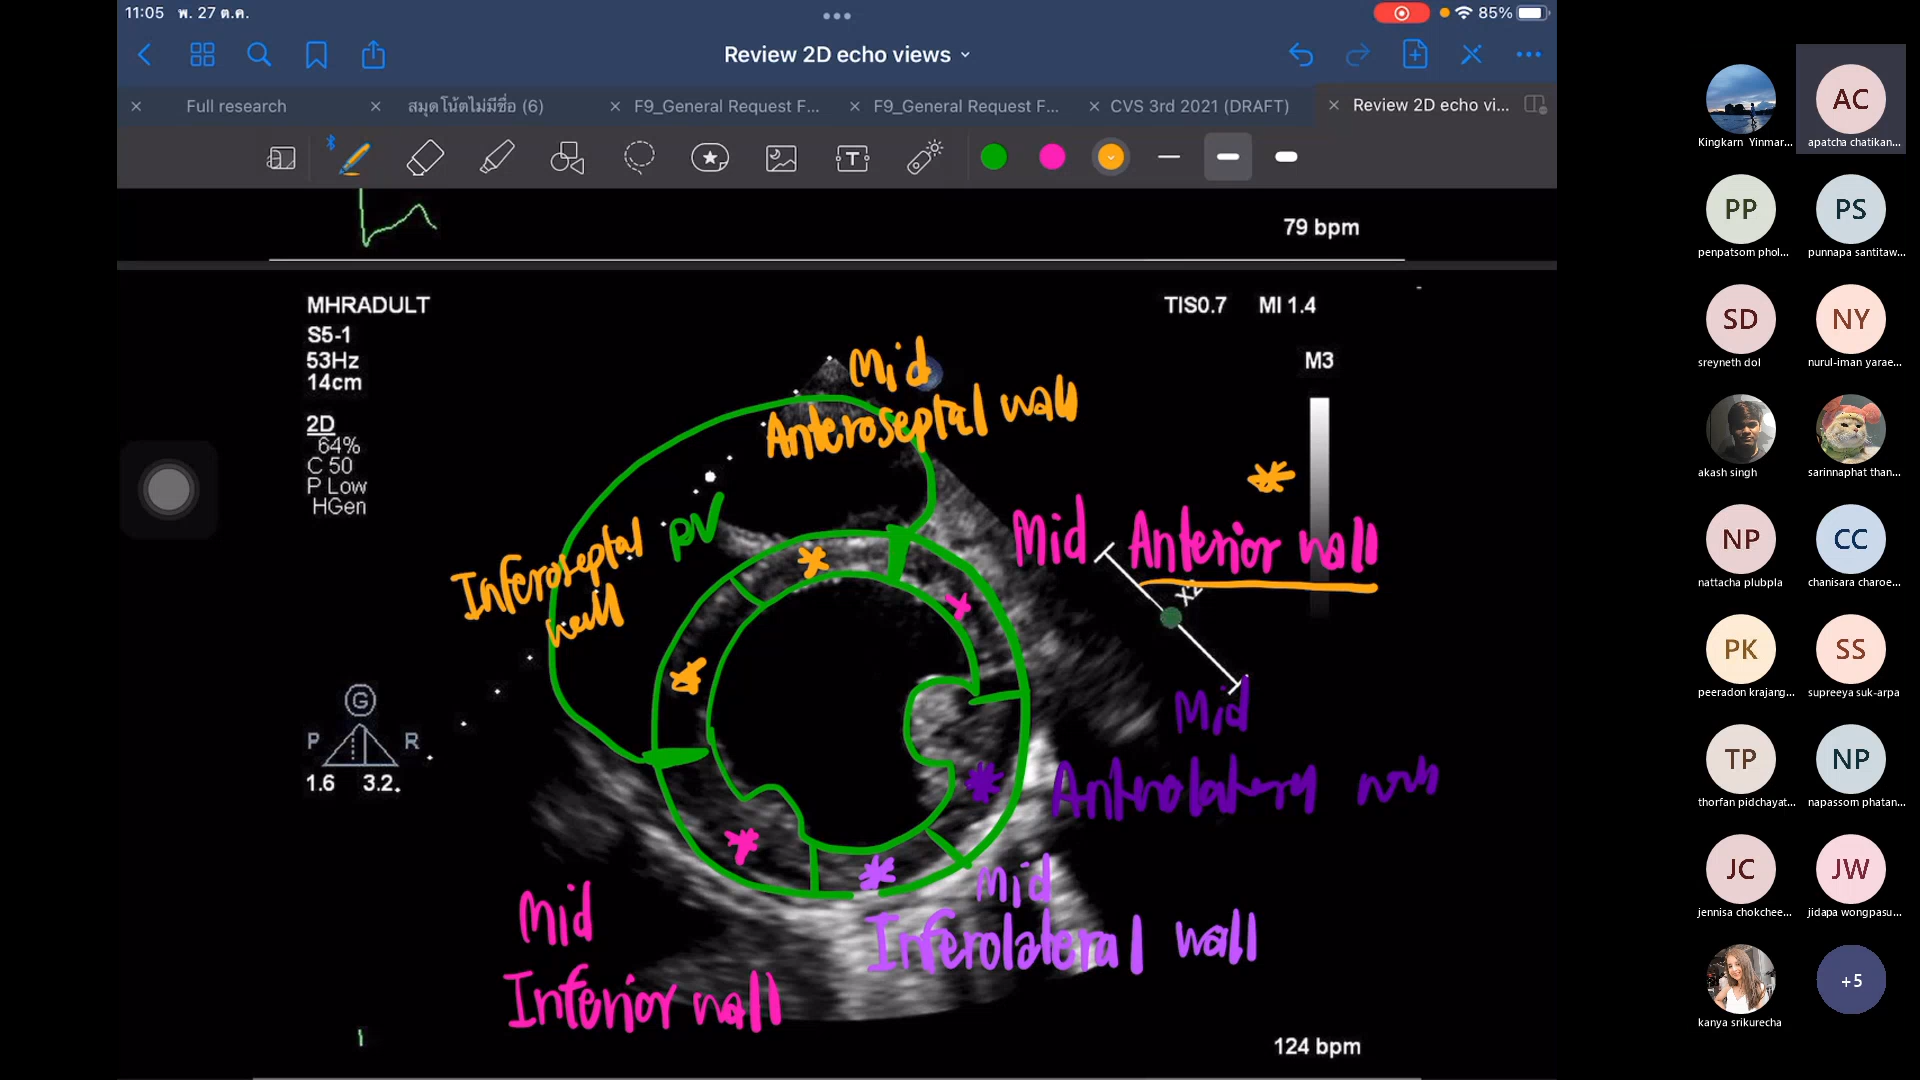 11:05 พ. 27 ต.ค.
85%
Review 2D echo views
Full research
สมุดโน้ตไม่มีชื่อ (6)
F9_General Request F...
F9_General Request F...
CVS 3rd 2021 (DRAFT)
Review 2D echo vi...
T
79 bpm
MHRADULT
S5-1
53Hz
14cm
2D
64%
C 50
P Low
HGen
TIS0.7 MI 1.4
M3
Mid
Anteroseptal wall
Mid Anterior wall
X2
Inferoseptal
wall
RV
G
P R
1.6 3.2
Mid
Anterolateral wall
Mid
Inferolateral wall
Mid
Inferior wall
124 bpm
Kingkarn Yinmar...
AC
apatcha chatikan...
PP
penpatsorn phol...
PS
punnapa santitaw...
SD
sreyneth dol
NY
nurul-iman yarae...
akash singh
sarinnaphat than...
NP
nattacha plubpla
CC
chanisara charoe...
PK
peeradon krajang...
SS
supreeya suk-arpa
TP
thorfan pidchayat...
NP
napassorn phatan...
JC
jennisa chokchee...
JW
jidapa wongpasu...
kanya srikurecha
+5